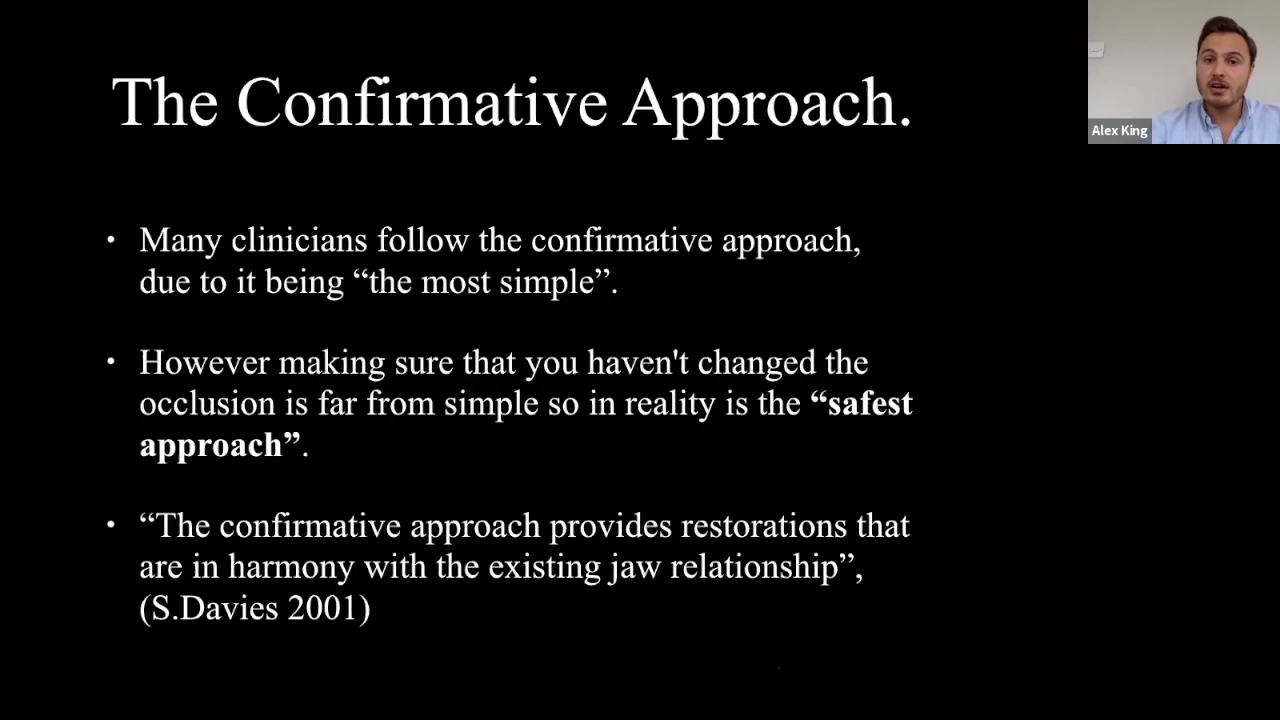 The Confirmative Approach.
Alex King
• Many clinicians follow the confirmative approach,
due to it being “the most simple”.
• However making sure that you haven't changed the
occlusion is far from simple so in reality is the “safest
approach”.
• “The confirmative approach provides restorations that
are in harmony with the existing jaw relationship”,
(S.Davies 2001)